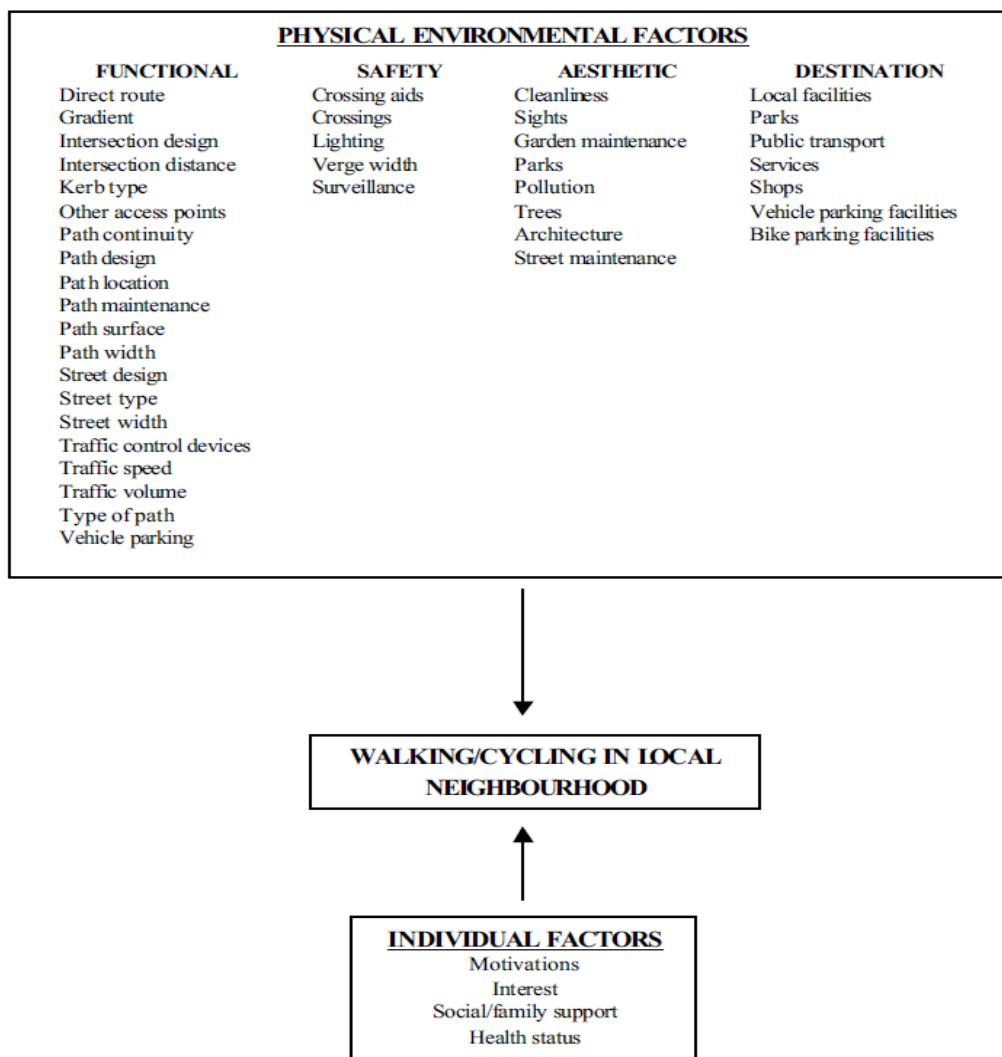 PHYSICAL ENVIRONMENTAL FACTORS
FUNCTIONAL
Direct route
Gradient
Intersection design
Intersection distance
Kerb type
Other access points
Path continuity
Path design
Path location
Path maintenance
Path surface
Path width
Street design
Street type
Street width
Traffic control devices
Traffic speed
Traffic volume
Type of path
Vehicle parking
SAFETY
Crossing aids
Crossings
Lighting
Verge width
Surveillance
AESTHETIC
Cleanliness
Sights
Garden maintenance
Parks
Pollution
Trees
Architecture
Street maintenance
DESTINATION
Local facilities
Parks
Public transport
Services
Shops
Vehicle parking facilities
Bike parking facilities
WALKING/CYCLING IN LOCAL
NEIGHBOURHOOD
INDIVIDUAL FACTORS
Motivations
Interest
Social/family support
Health status